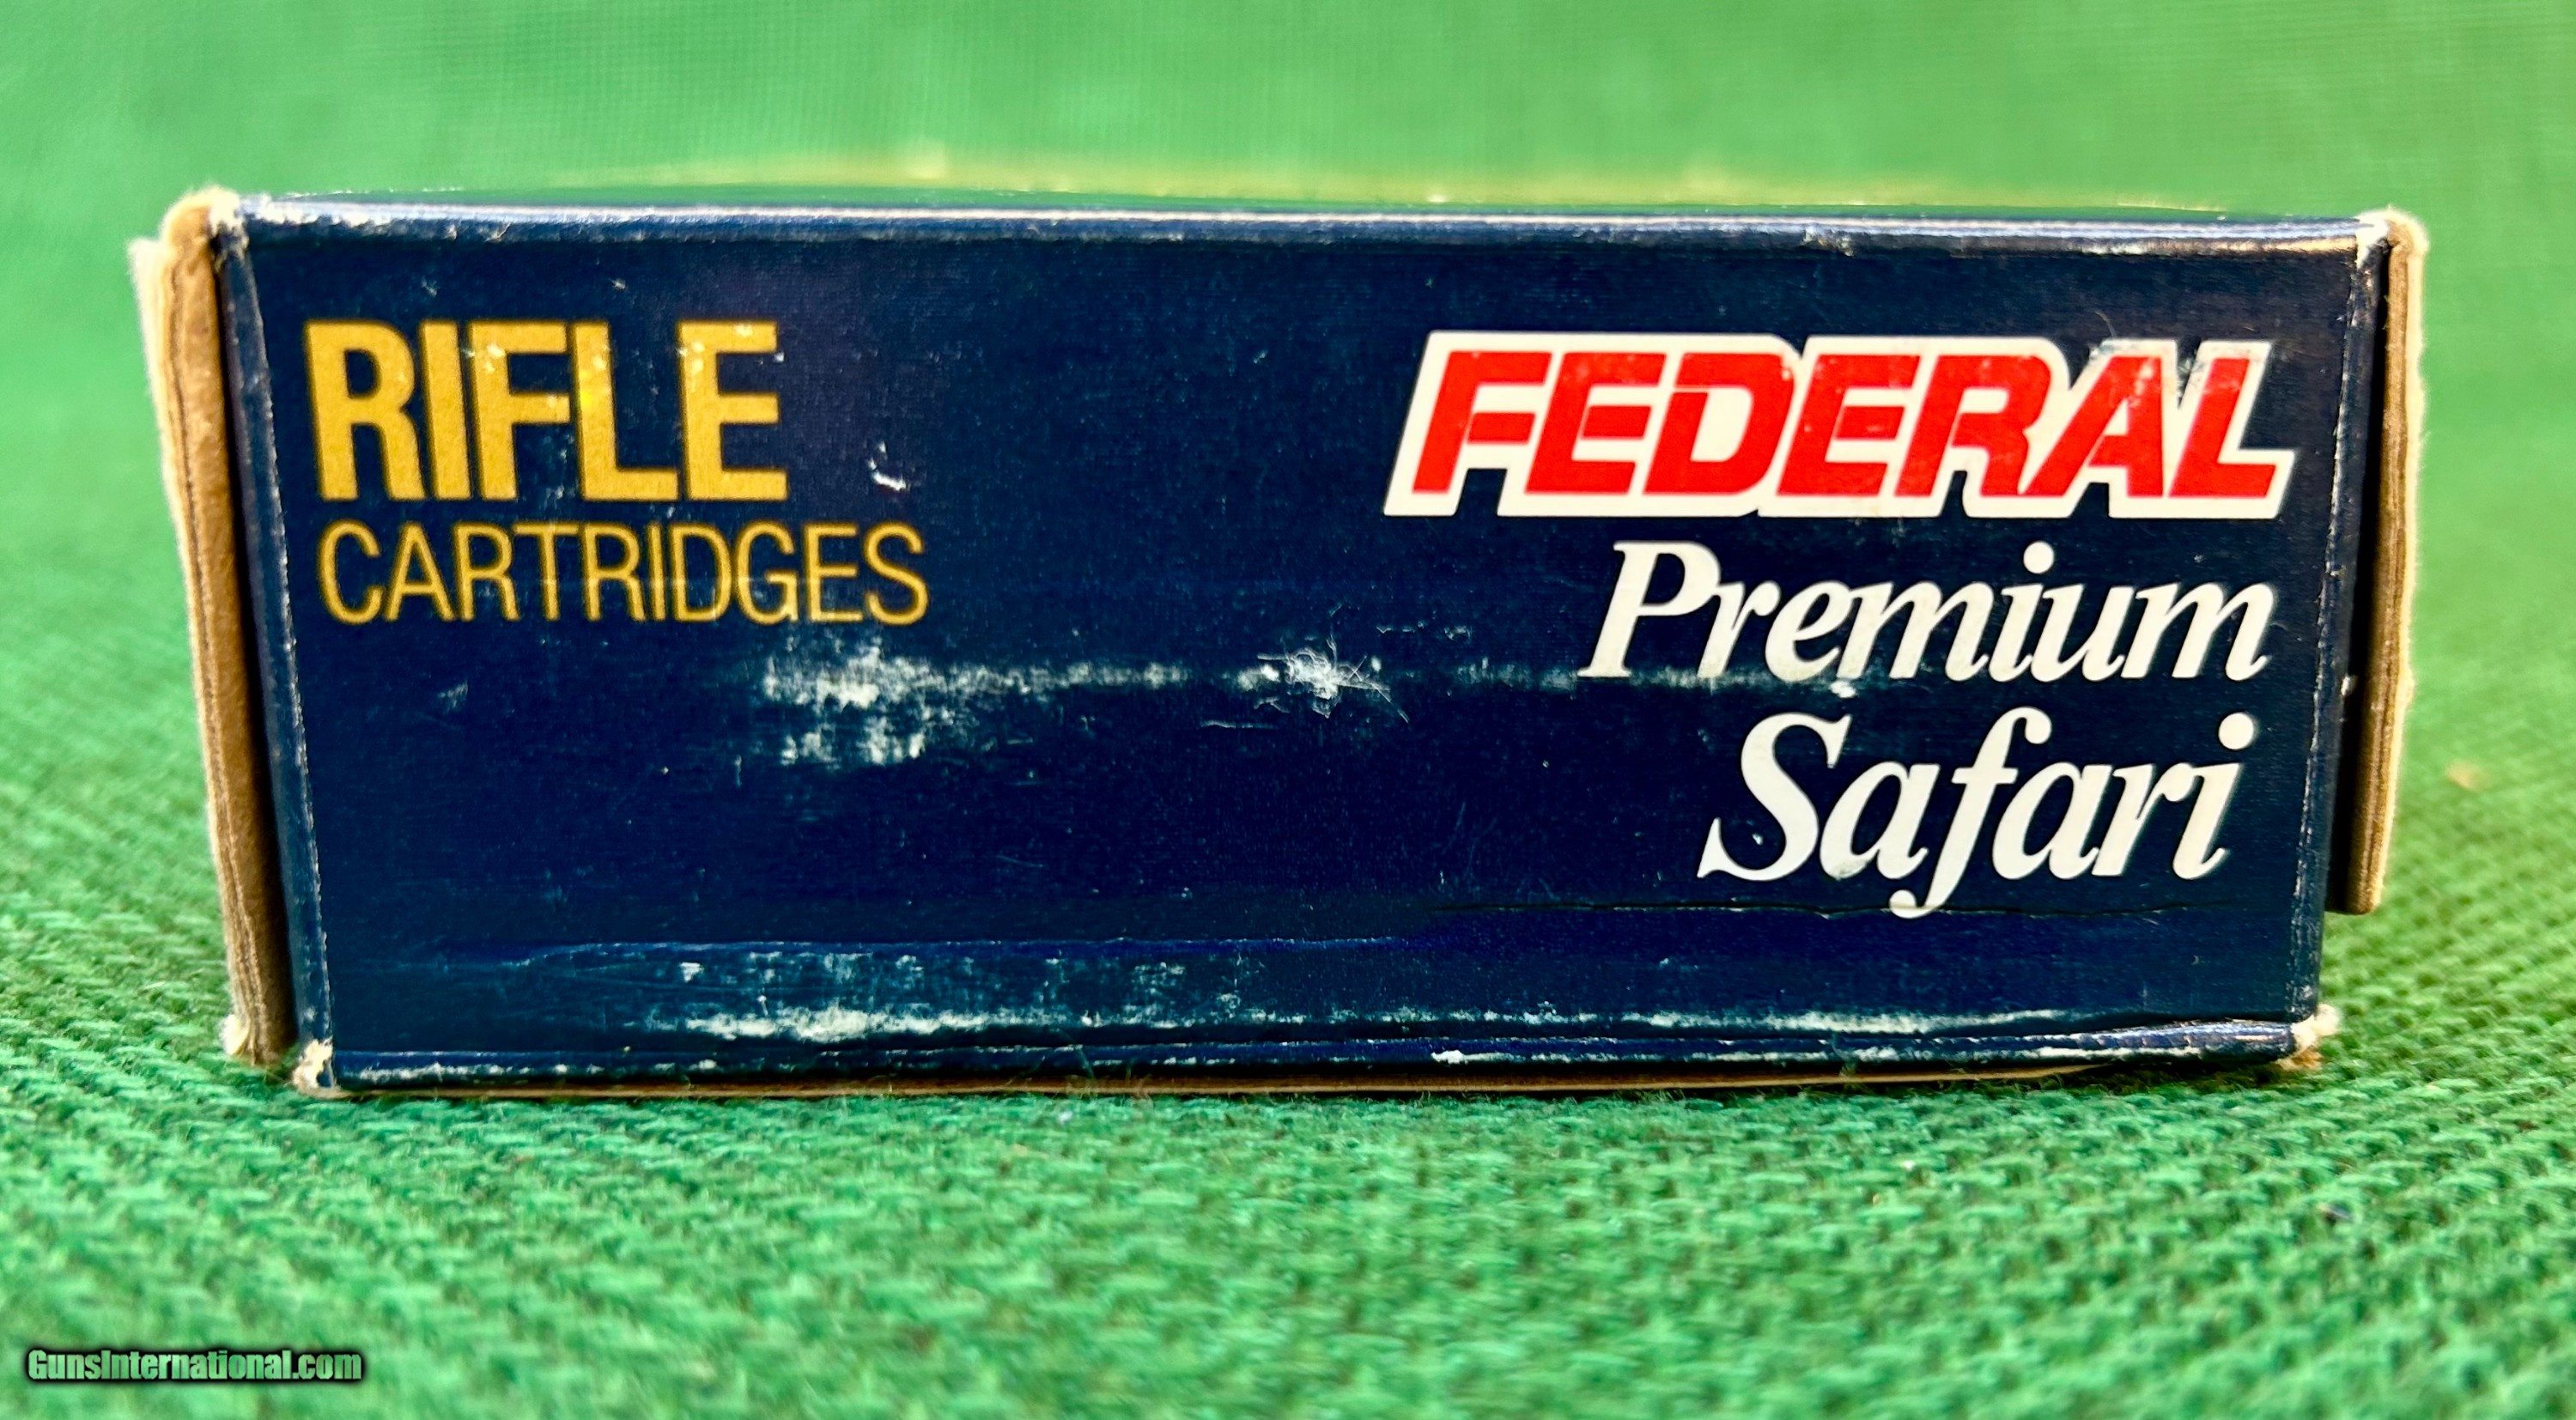 RIFLE
CARTRIDGES
FEDERAL
Premium
Safari
GunsInternational.com